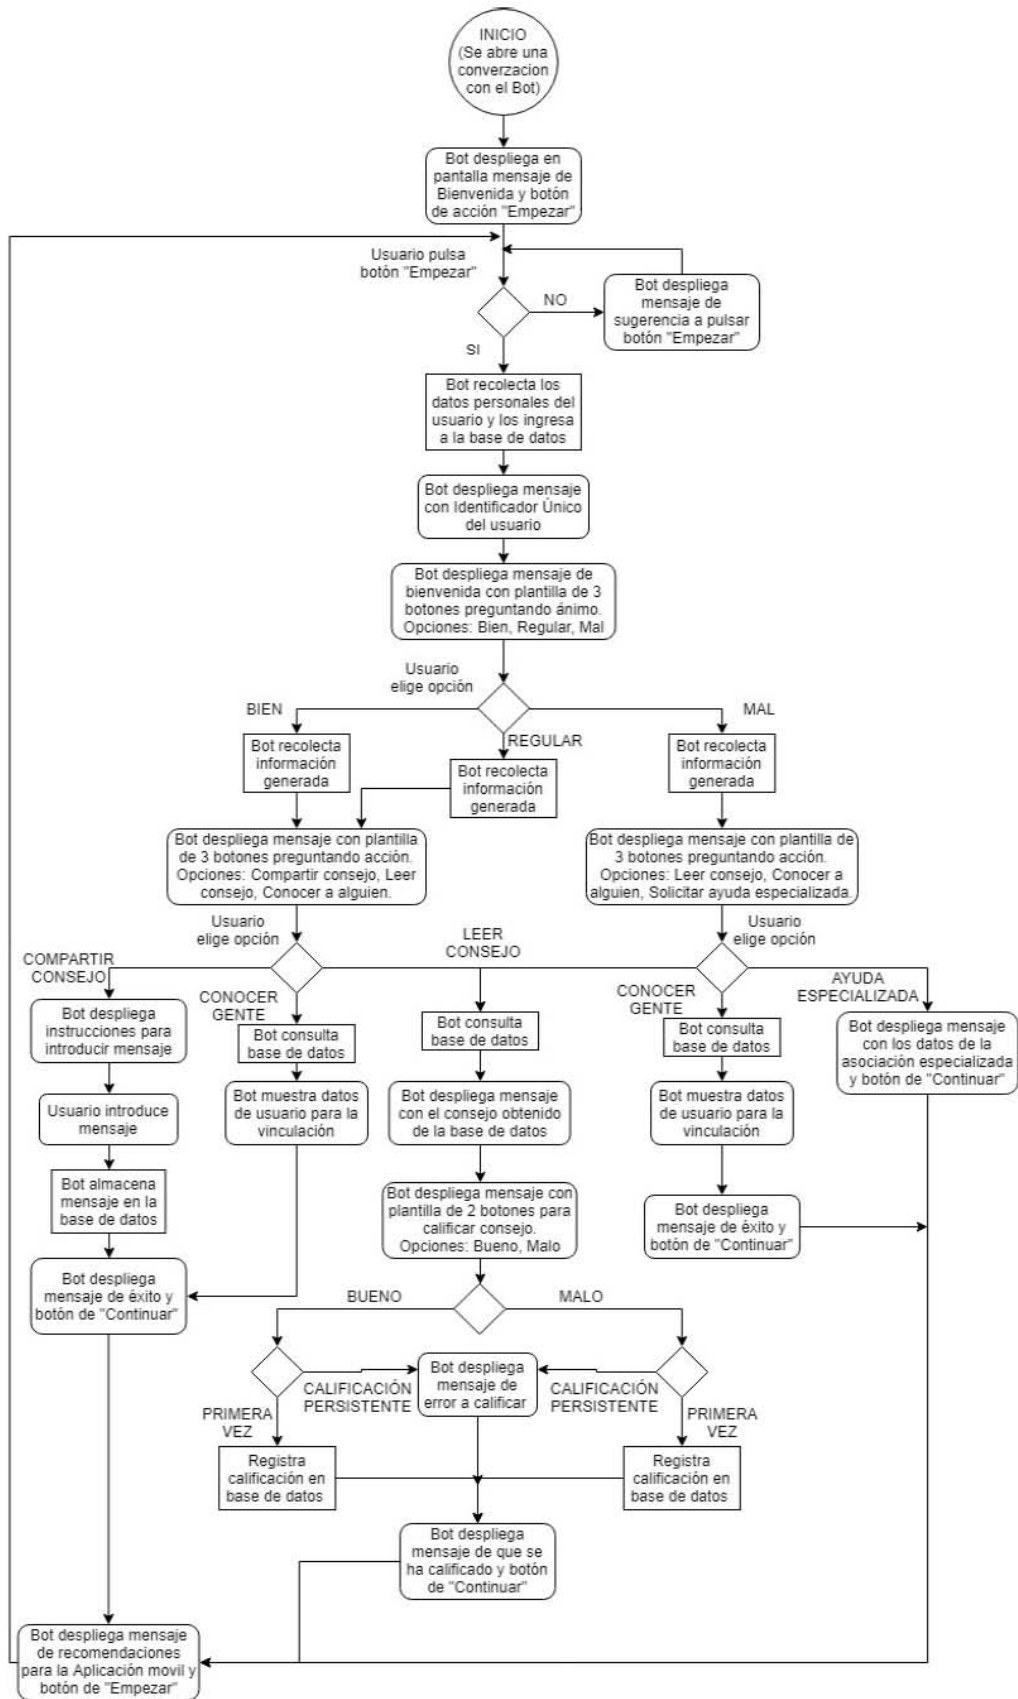 INICIO
(Se abre una
converzacion
con el Bot)
Bot despliega en
pantalla mensaje de
Bienvenida y botón
de acción "Empezar"
Usuario pulsa
botón "Empezar"
NO
Bot despliega
mensaje de
sugerencia a pulsar
botón "Empezar"
SI
Bot recolecta los
datos personales del
usuario y los ingresa
a la base de datos
Bot despliega mensaje
con Identificador Único
del usuario
Bot despliega mensaje de
bienvenida con plantilla de 3
botones preguntando ánimo.
Opciones: Bien, Regular, Mal
Usuario
elige opción
BIEN
REGULAR
MAL
Bot recolecta
información
generada
Bot recolecta
información
generada
Bot recolecta
información
generada
Bot despliega mensaje con plantilla
de 3 botones preguntando acción.
Opciones: Compartir consejo, Leer
consejo, Conocer a alguien.
Bot despliega mensaje con plantilla de
3 botones preguntando acción.
Opciones: Leer consejo, Conocer a
alguien, Solicitar ayuda especializada.
Usuario
elige opción
Usuario
elige opción
COMPARTIR
CONSEJO
CONOCER
GENTE
LEER
CONSEJO
CONOCER
GENTE
AYUDA
ESPECIALIZADA
Bot despliega
instrucciones para
introducir mensaje
Bot consulta
base de datos
Bot consulta
base de datos
Bot consulta
base de datos
Bot despliega mensaje
con los datos de la
asociación especializada
y botón de "Continuar"
Usuario introduce
mensaje
Bot muestra datos
de usuario para la
vinculación
Bot despliega mensaje
con el consejo obtenido
de la base de datos
Bot muestra datos
de usuario para la
vinculación
Bot almacena
mensaje en la
base de datos
Bot despliega mensaje con
plantilla de 2 botones para
calificar consejo.
Opciones: Bueno, Malo
Bot despliega
mensaje de éxito y
botón de "Continuar"
Bot despliega
mensaje de éxito y
botón de "Continuar"
BUENO
MALO
CALIFICACIÓN
PERSISTENTE
Bot despliega
mensaje de
error a calificar
CALIFICACIÓN
PERSISTENTE
PRIMERA
VEZ
PRIMERA
VEZ
Registra
calificación en
base de datos
Registra
calificación en
base de datos
Bot despliega
mensaje de que se
ha calificado y botón
de "Continuar"
Bot despliega mensaje
de recomendaciones
para la Aplicación movil y
botón de "Empezar"